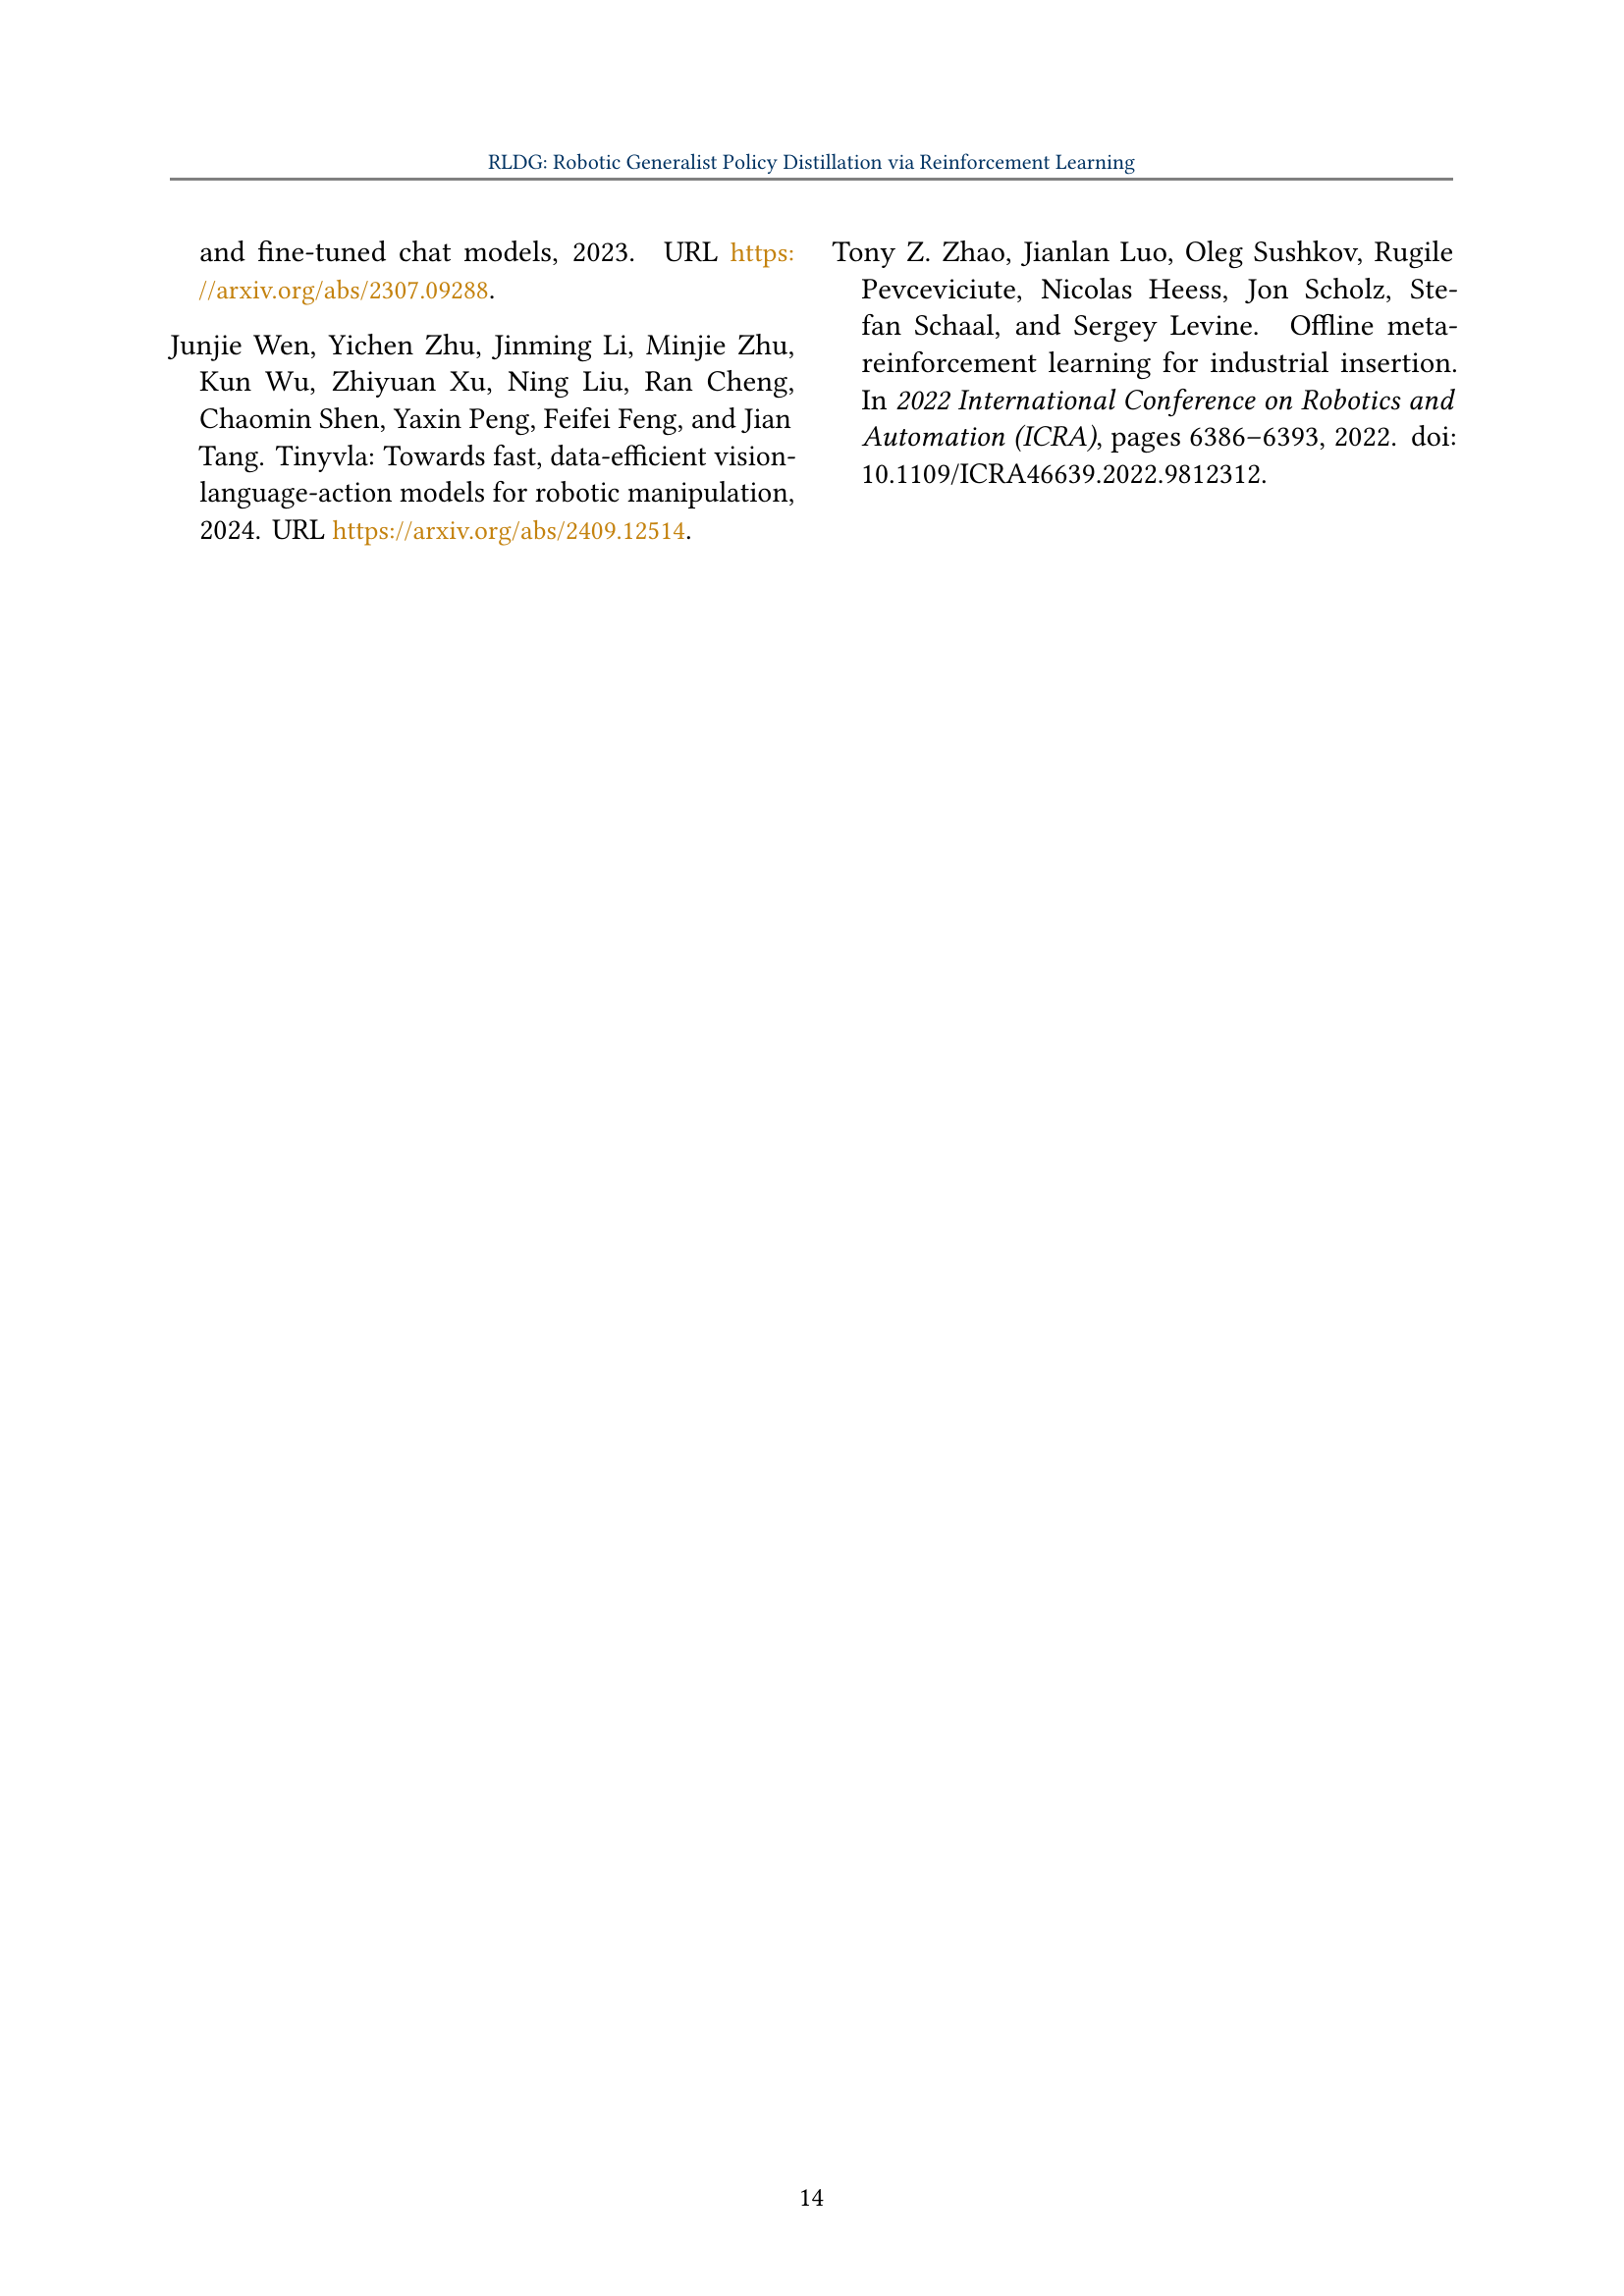 RLDG: Robotic Generalist Policy Distillation via Reinforcement Learning
and fine-tuned chat models, 2023. URL https:
//arxiv.org/abs/2307.09288.
Junjie Wen, Yichen Zhu, Jinming Li, Minjie Zhu,
Kun Wu, Zhiyuan Xu, Ning Liu, Ran Cheng,
Chaomin Shen, Yaxin Peng, Feifei Feng, and Jian
Tang. Tinyvla: Towards fast, data-efficient vision-
language-action models for robotic manipulation,
2024. URL https://arxiv.org/abs/2409.12514.
Tony Z. Zhao, Jianlan Luo, Oleg Sushkov, Rugile
Pevceviciute, Nicolas Heess, Jon Scholz, Ste-
fan Schaal, and Sergey Levine. Offline meta-
reinforcement learning for industrial insertion.
In 2022 International Conference on Robotics and
Automation (ICRA), pages 6386–6393, 2022. doi:
10.1109/ICRA46639.2022.9812312.
14